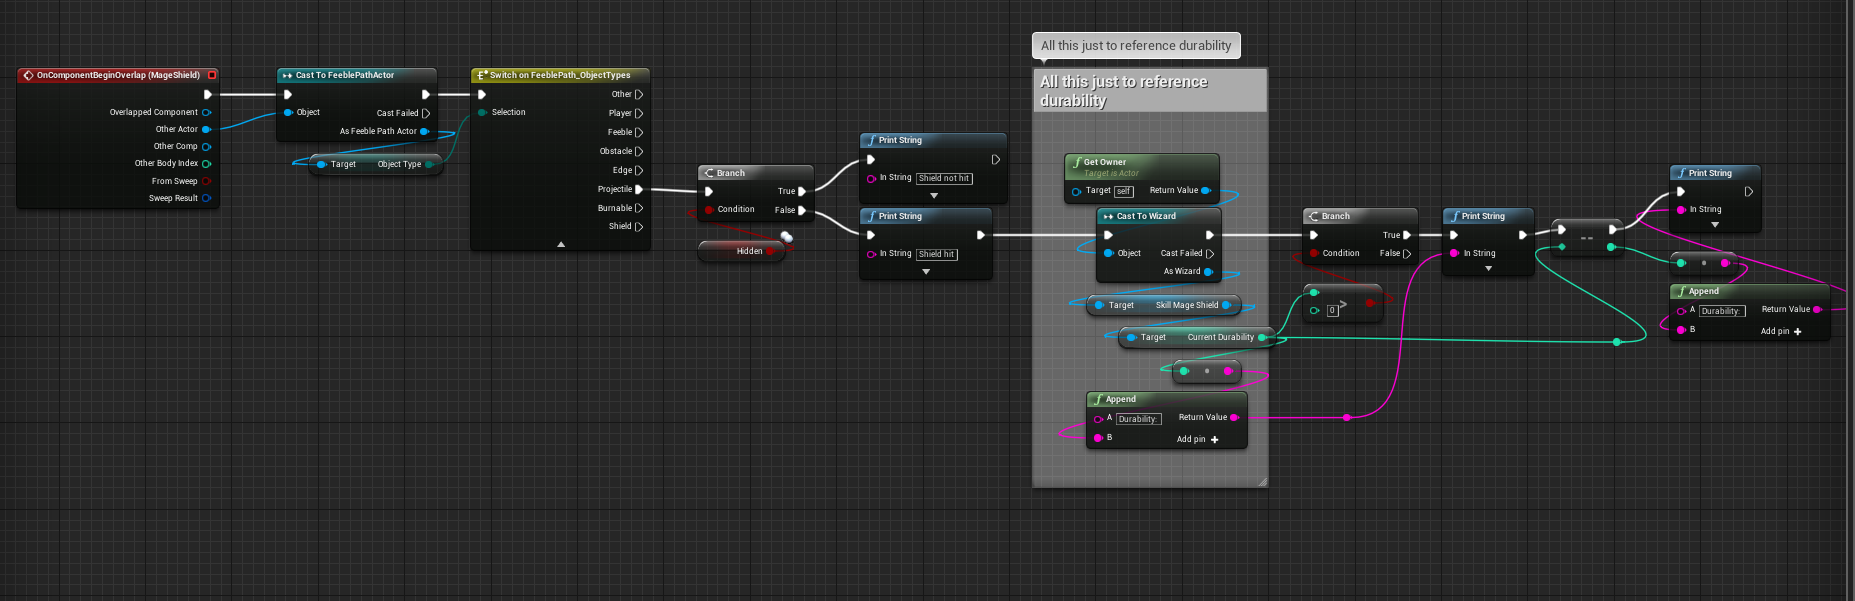 All this just to reference durability
All this just to reference
durability
OnComponentBeginOverlap (MageShield)
Overlapped Component
Other Actor
Other Comp
Other Body Index
From Sweep
Sweep Result
Cast To FeeblePathActor
Object
Cast Failed
As Feeble Path Actor
Target Object Type
Switch on FeeblePath_ObjectTypes
Selection
Other
Player
Feeble
Obstacle
Edge
Projectile
Burnable
Shield
Branch
True
Condition False
Hidden
Print String
In String Shield not hit
Print String
In String Shield hit
Get Owner
Target is Actor
Target self Return Value
Cast To Wizard
Object Cast Failed
As Wizard
Target Skill Mage Shield
Target Current Durability
Append
A Durability: Return Value
B Add pin +
Branch
True
Condition False
0 >
Print String
In String
--
Print String
In String
Append
A Durability: Return Value
B Add pin +